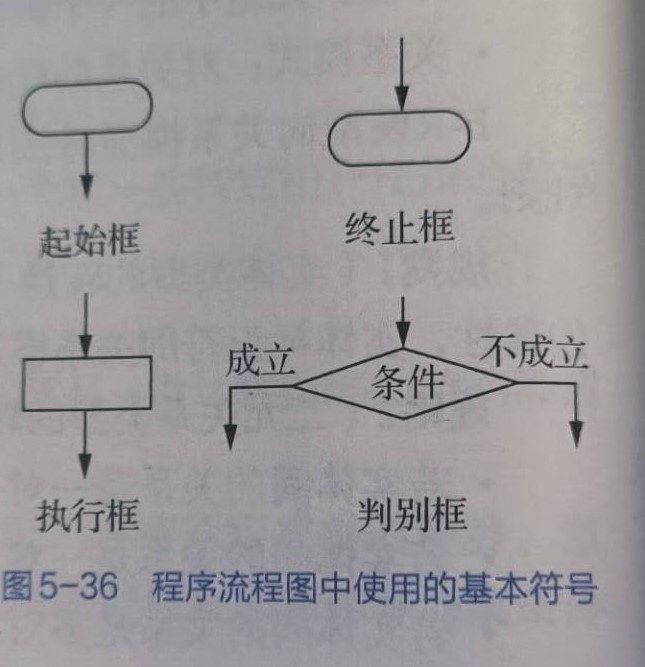 起始框
终止框
成立
条件
不成立
执行框
判别框
图5-36 程序流程图中使用的基本符号